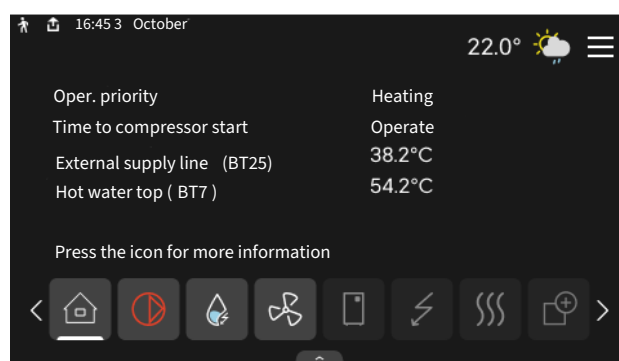 16:45 3 October
22.0°
Oper. priority Heating
Time to compressor start Operate
External supply line (BT25) 38.2°C
Hot water top ( BT7 ) 54.2°C
Press the icon for more information